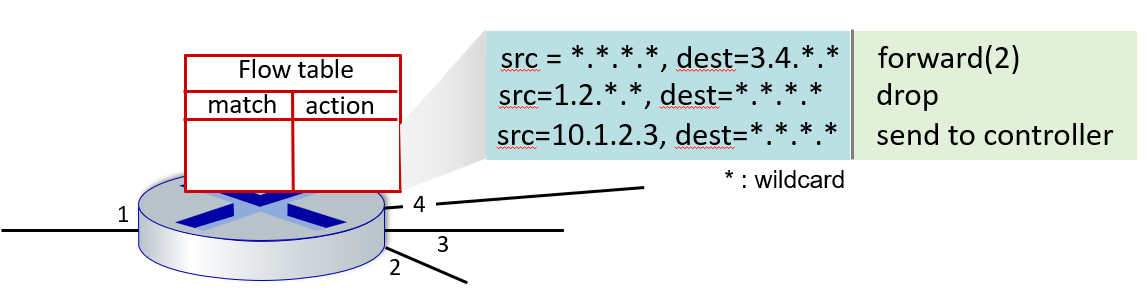 Flow table
match action
src = *.*.*.*, dest=3.4.*.* forward(2)
src=1.2.*.*, dest=*.*.*.* drop
src=10.1.2.3, dest=*.*.*.* send to controller
* : wildcard
1
4
3
2